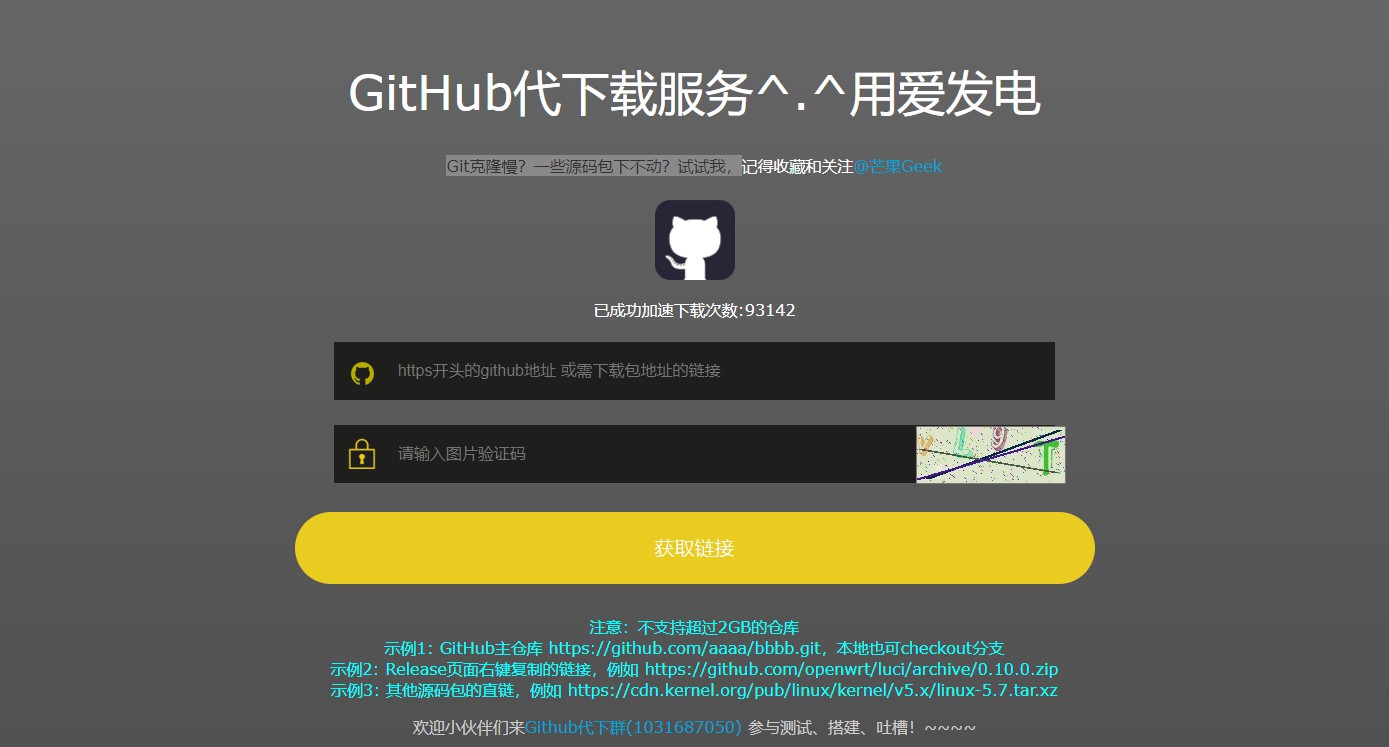 GitHub代下载服务^.^用爱发电
Git克隆慢？一些源码包下不动？试试我，记得收藏和关注@芒果Geek
已成功加速下载次数:93142
https开头的github地址 或需下载包地址的链接
请输入图片验证码
v L g T
获取链接
注意：不支持超过2GB的仓库
示例1：GitHub主仓库 https://github.com/aaaa/bbbb.git，本地也可checkout分支
示例2：Release页面右键复制的链接，例如 https://github.com/openwrt/luci/archive/0.10.0.zip
示例3：其他源码包的直链，例如 https://cdn.kernel.org/pub/linux/kernel/v5.x/linux-5.7.tar.xz
欢迎小伙伴们来Github代下群(1031687050) 参与测试、搭建、吐槽！~~~~